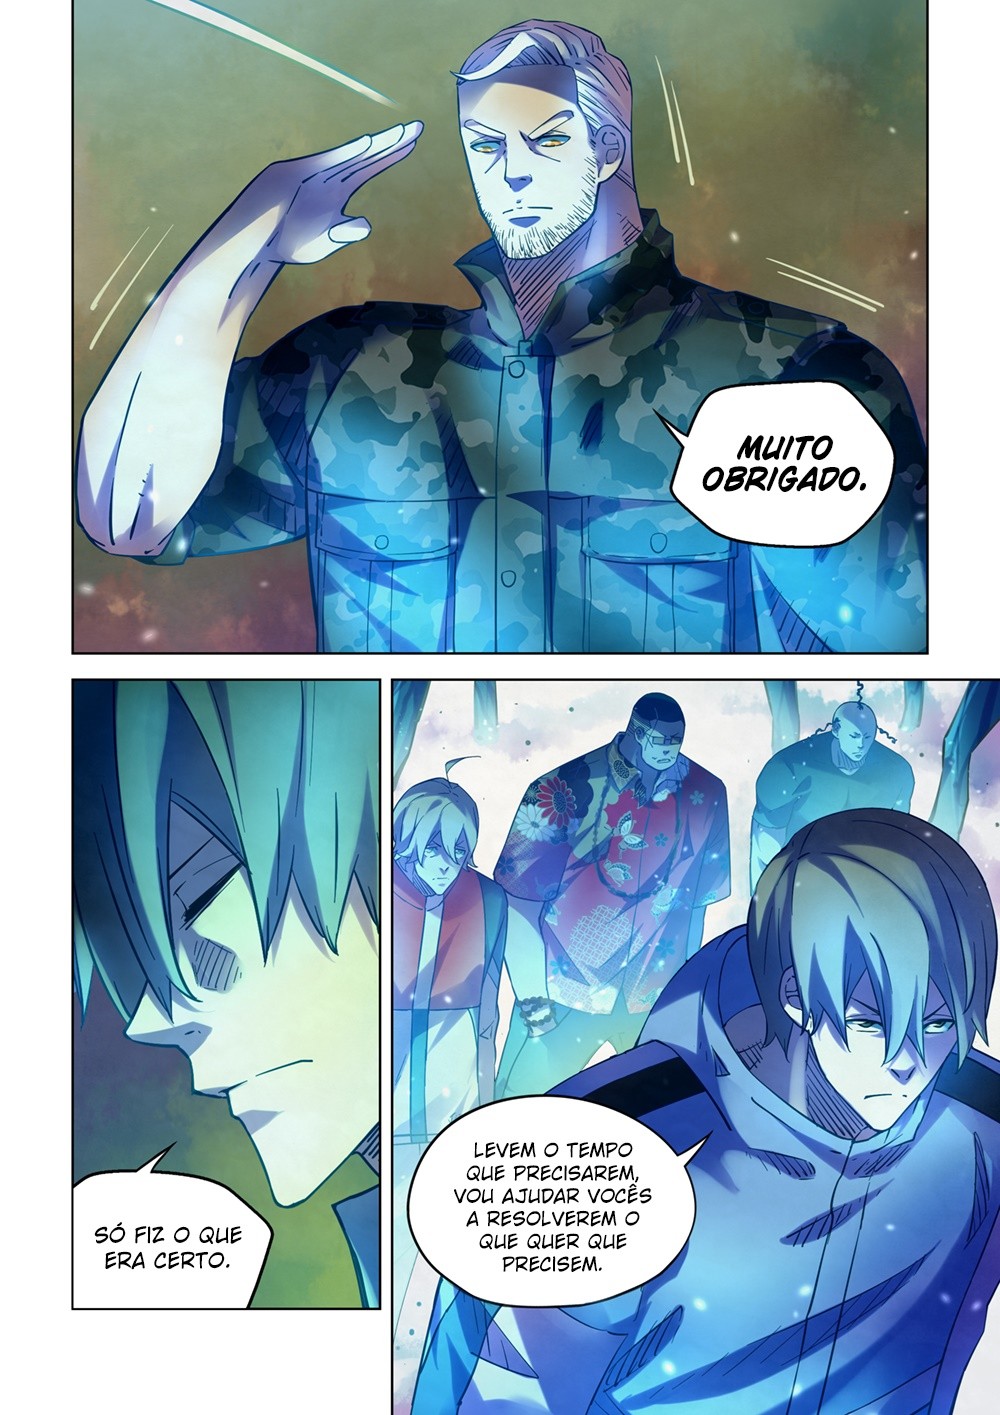 MUITO
OBRIGADO.
SÓ FIZ O QUE
ERA CERTO.
LEVEM O TEMPO
QUE PRECISAREM,
VOU AJUDAR VOCÊS
A RESOLVEREM O
QUE QUER QUE
PRECISEM.